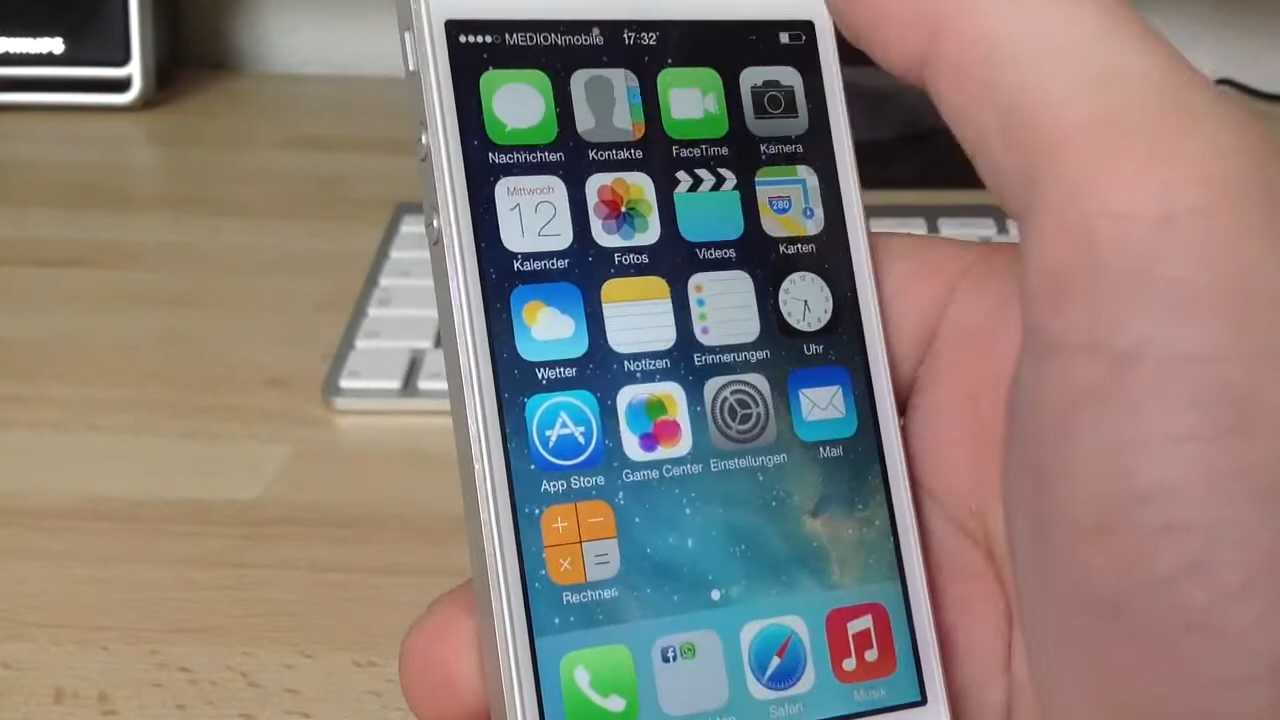 PHILIPS
MEDIONmobile 17:32
Nachrichten Kontakte FaceTime Kamera
Mittwoch
12
280
Kalender Fotos Videos Karten
Wetter Notizen Erinnerungen Uhr
App Store Game Center Einstellungen Mail
Rechner
Safari Musik